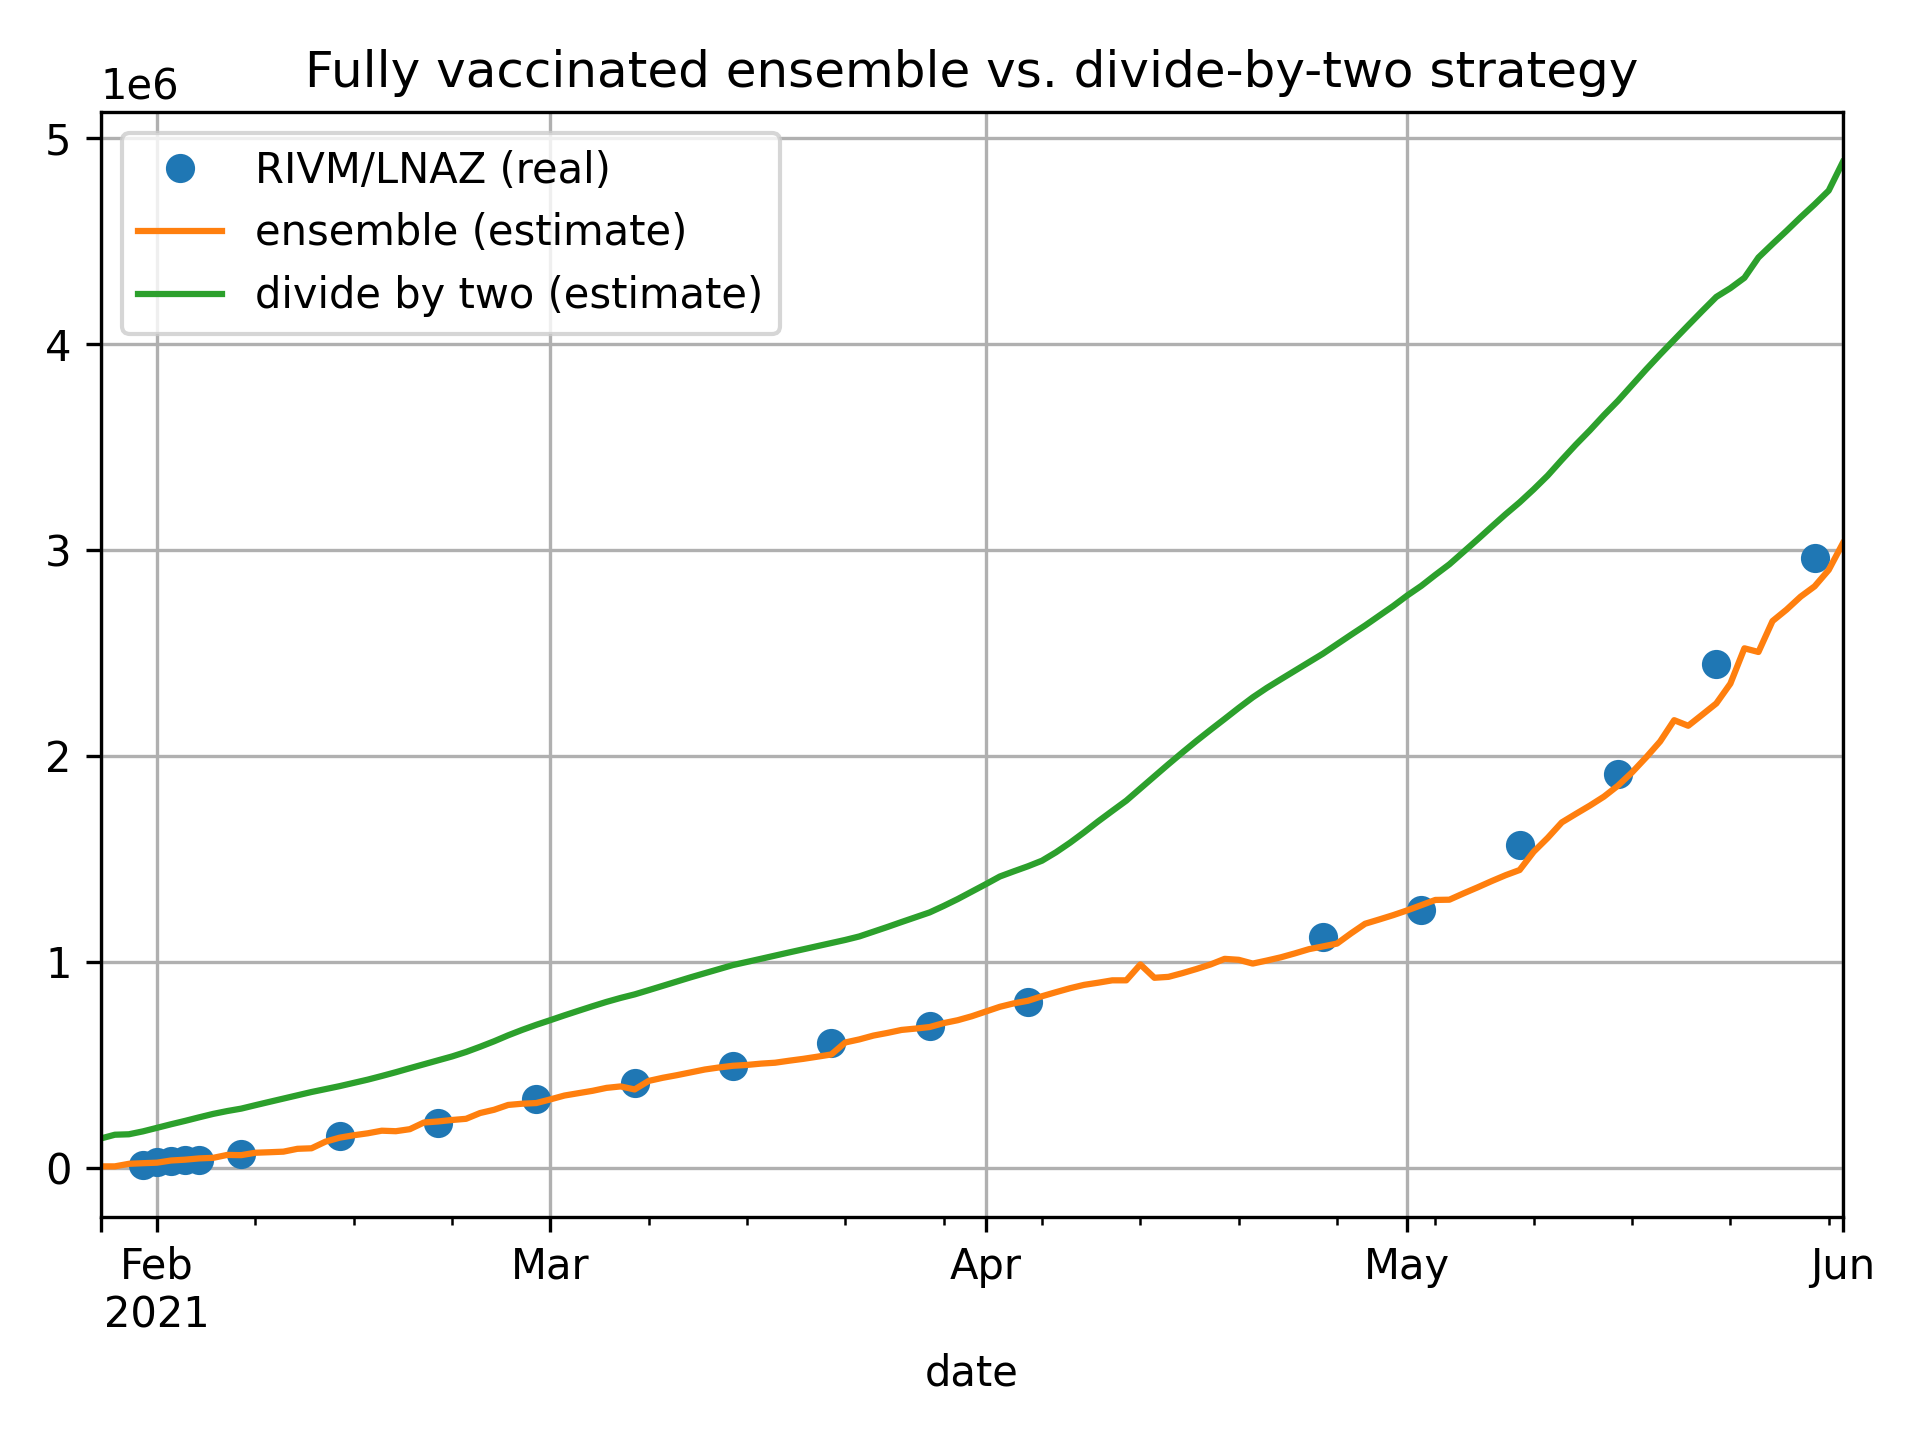 Fully vaccinated ensemble vs. divide-by-two strategy
1e6
RIVM/LNAZ (real)
ensemble (estimate)
divide by two (estimate)
5
4
3
2
1
0
Feb Mar Apr May Jun
2021
date